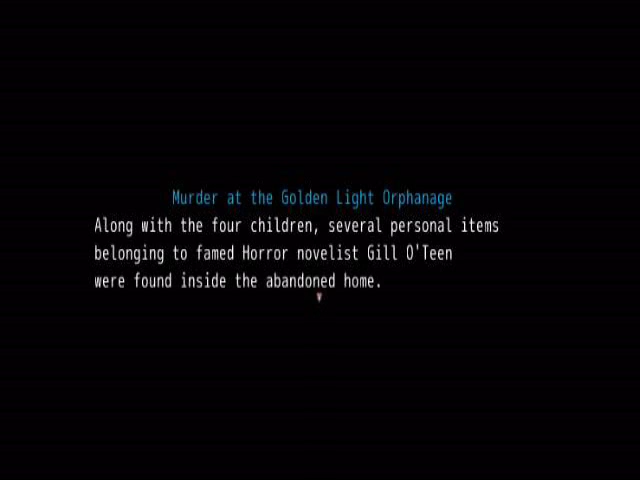 Murder at the Golden Light Orphanage
Along with the four children, several personal items
belonging to famed Horror novelist Gill O'Teen
were found inside the abandoned home.